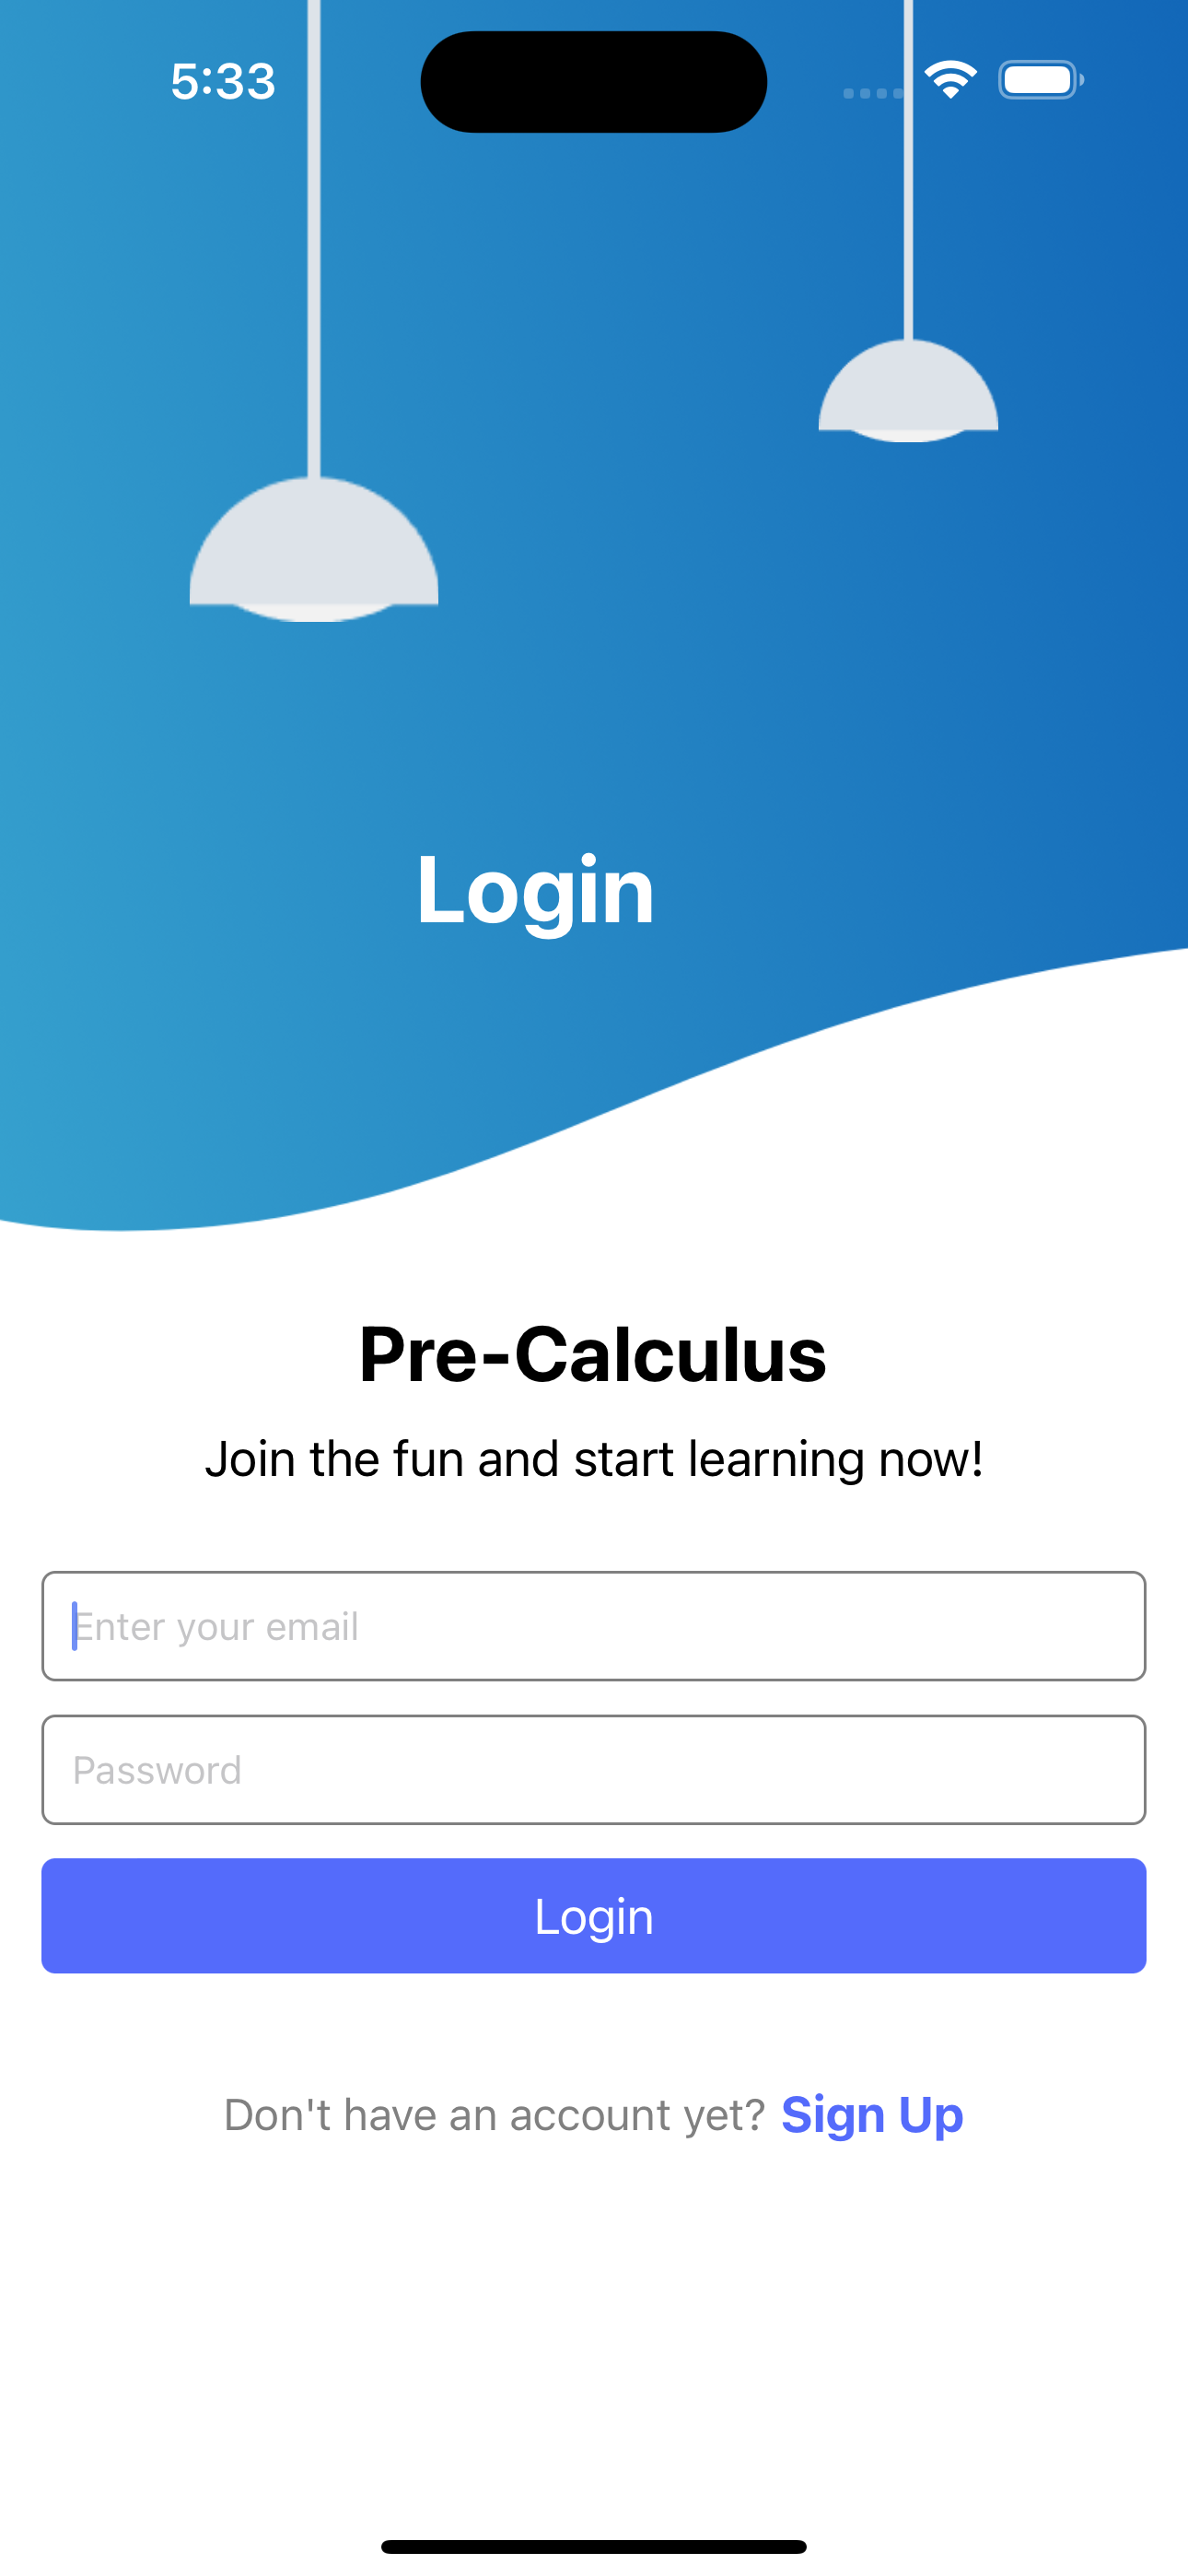 5:33
Login
Pre-Calculus
Join the fun and start learning now!
Enter your email
Password
Login
Don't have an account yet? Sign Up